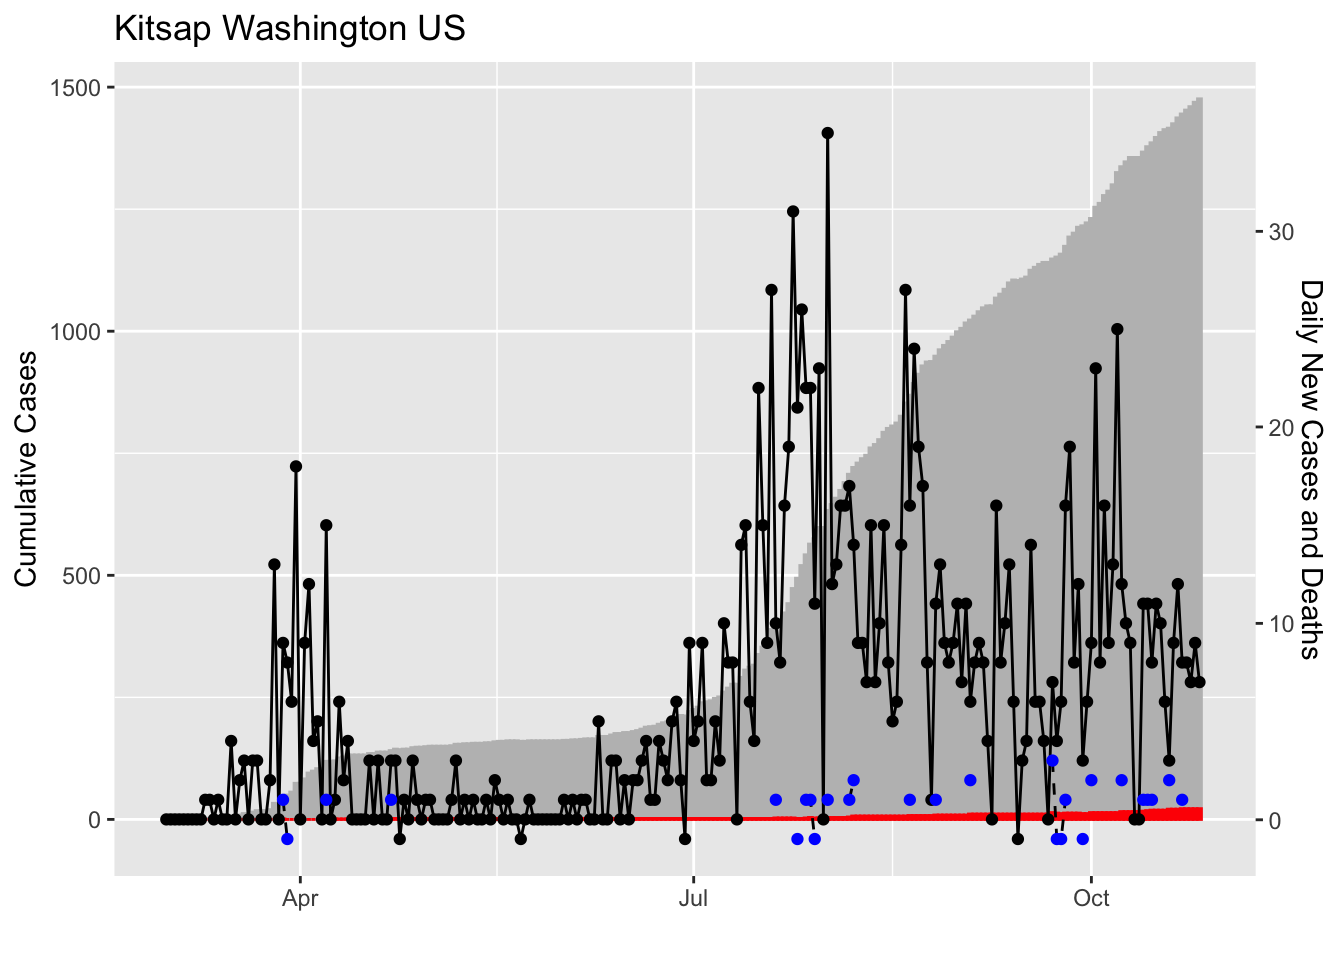 Kitsap Washington US
1500
1000
500
0
Cumulative Cases
30
20
10
0
Daily New Cases and Deaths
Apr
Jul
Oct